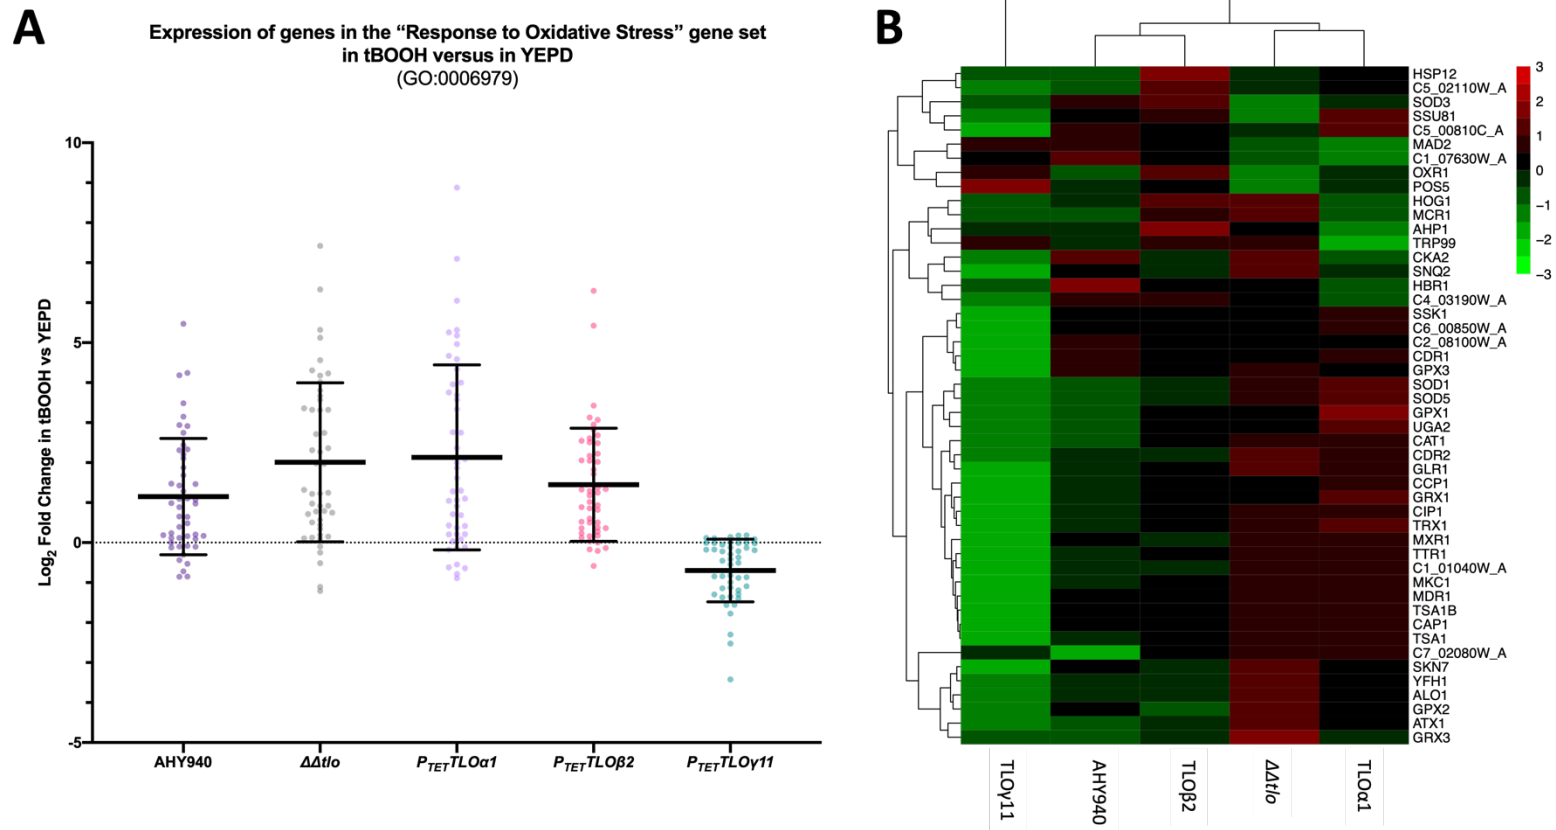 A
Expression of genes in the “Response to Oxidative Stress” gene set
in tBOOH versus in YEPD
(GO:0006979)
Log2 Fold Change in tBOOH vs YEPD
10
5
0
-5
AHY940
ΔΔtlo
PTETTLOα1
PTETTLOβ2
PTETTLOγ11
B
HSP12
C5_02110W_A
SOD3
SSU81
C5_00810C_A
MAD2
C1_07630W_A
OXR1
POS5
HOG1
MCR1
AHP1
TRP99
CKA2
SNQ2
HBR1
C4_03190W_A
SSK1
C6_00850W_A
C2_08100W_A
CDR1
GPX3
SOD1
SOD5
GPX1
UGA2
CAT1
CDR2
GLR1
CCP1
GRX1
CIP1
TRX1
MXR1
TTR1
C1_01040W_A
MKC1
MDR1
TSA1B
CAP1
TSA1
C7_02080W_A
SKN7
YFH1
ALO1
GPX2
ATX1
GRX3
3
2
1
0
−1
−2
−3
TLOγ11
AHY940
TLOβ2
ΔΔtlo
TLOα1